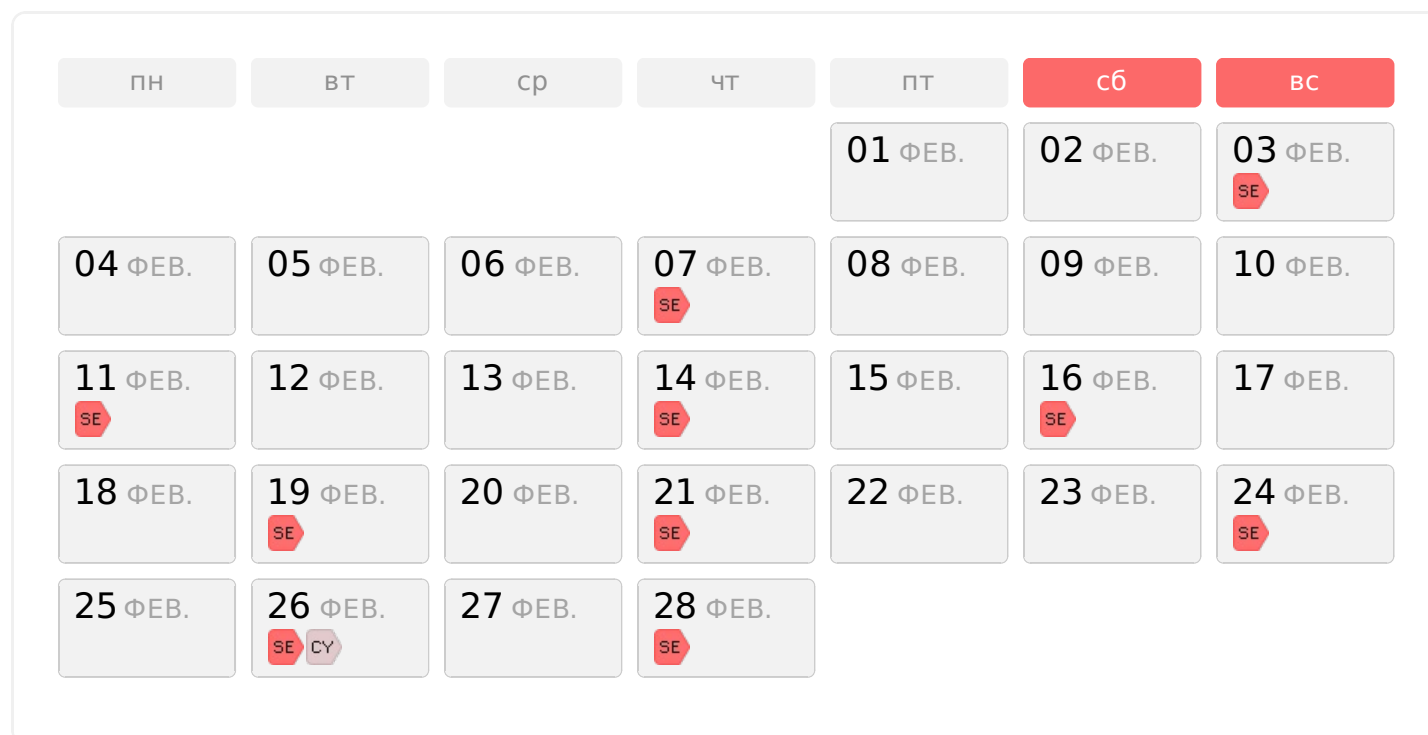 пн вт ср чт пт сб вс
01 ФЕВ. 02 ФЕВ. 03 ФЕВ.
SE
04 ФЕВ. 05 ФЕВ. 06 ФЕВ. 07 ФЕВ. 08 ФЕВ. 09 ФЕВ. 10 ФЕВ.
SE
11 ФЕВ. 12 ФЕВ. 13 ФЕВ. 14 ФЕВ. 15 ФЕВ. 16 ФЕВ. 17 ФЕВ.
SE SE SE
18 ФЕВ. 19 ФЕВ. 20 ФЕВ. 21 ФЕВ. 22 ФЕВ. 23 ФЕВ. 24 ФЕВ.
SE SE SE
25 ФЕВ. 26 ФЕВ. 27 ФЕВ. 28 ФЕВ.
SE CY SE